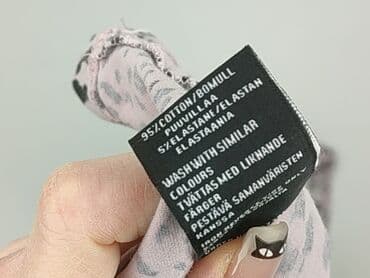 95%COTTON/BOMULL
PUUVILLAA
5%ELASTANE/ELASTAN
ELASTAANIA
WASH WITH SIMILAR
COLOURS
TVÄTTAS MED LIKNANDE
FÄRGER
PESTÄVÄ SAMANVÄRISTEN
KANSSA